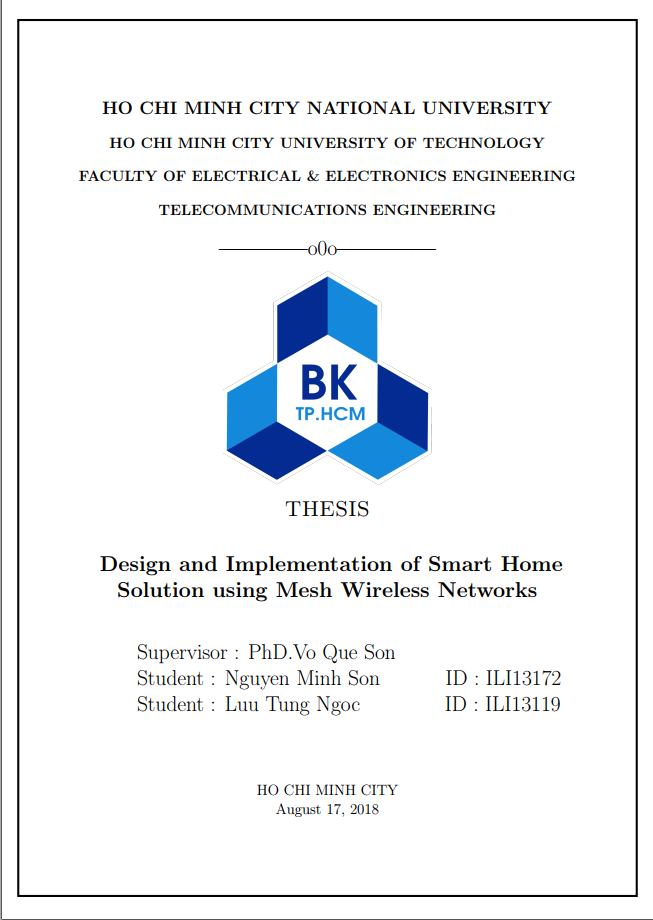 HO CHI MINH CITY NATIONAL UNIVERSITY
HO CHI MINH CITY UNIVERSITY OF TECHNOLOGY
FACULTY OF ELECTRICAL & ELECTRONICS ENGINEERING
TELECOMMUNICATIONS ENGINEERING
————o0o————
BK
TP.HCM
THESIS
Design and Implementation of Smart Home
Solution using Mesh Wireless Networks
Supervisor : PhD.Vo Que Son
Student : Nguyen Minh Son ID : ILI13172
Student : Luu Tung Ngoc ID : ILI13119
HO CHI MINH CITY
August 17, 2018